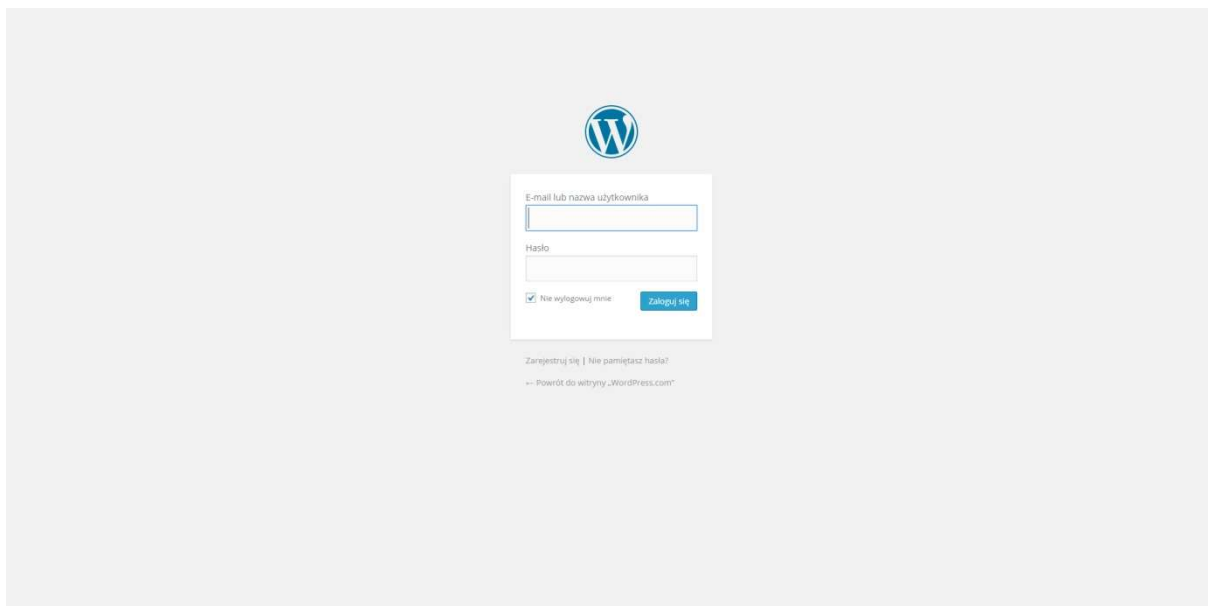 E-mail lub nazwa użytkownika
Hasło
Nie wylogowuj mnie
Zaloguj się
Zarejestruj się | Nie pamiętasz hasła?
← Powrót do witryny „WordPress.com”